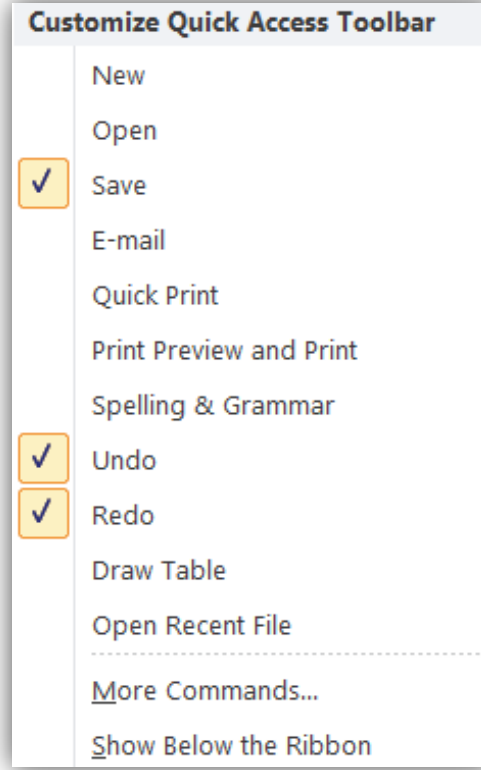 Customize Quick Access Toolbar
New
Open
Save
E-mail
Quick Print
Print Preview and Print
Spelling & Grammar
Undo
Redo
Draw Table
Open Recent File
More Commands...
Show Below the Ribbon